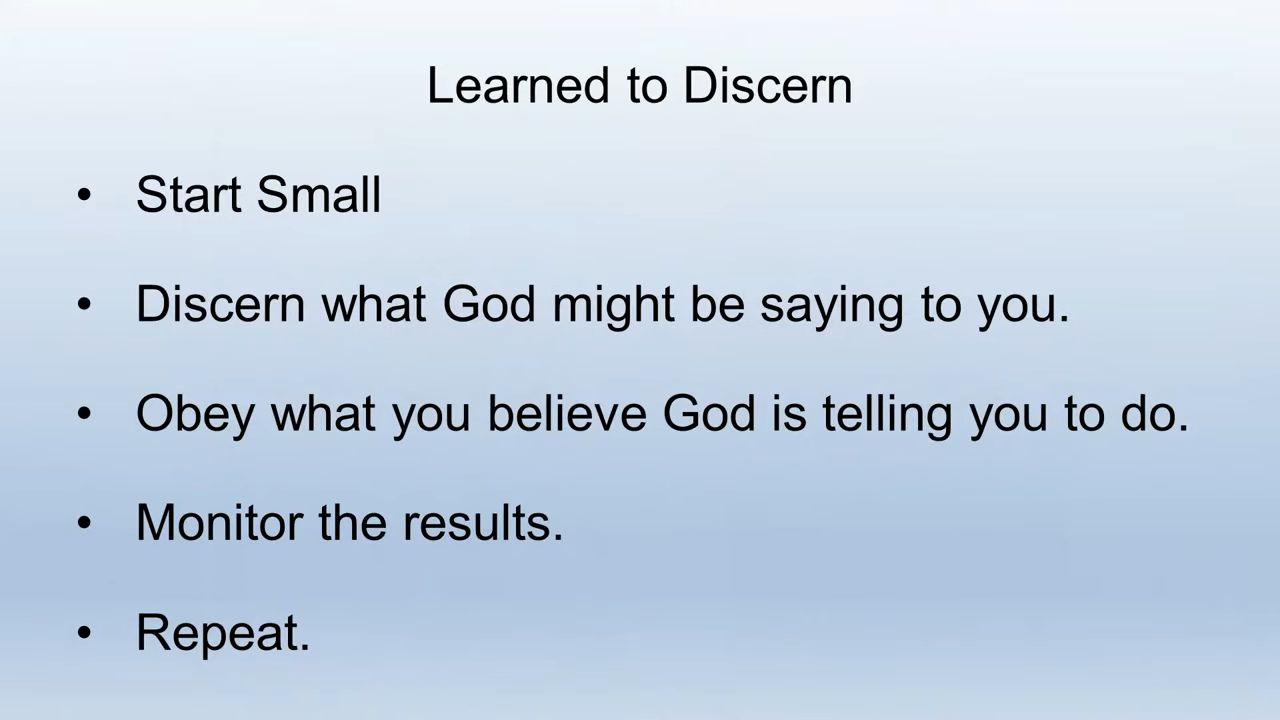 Learned to Discern
• Start Small
• Discern what God might be saying to you.
• Obey what you believe God is telling you to do.
• Monitor the results.
• Repeat.